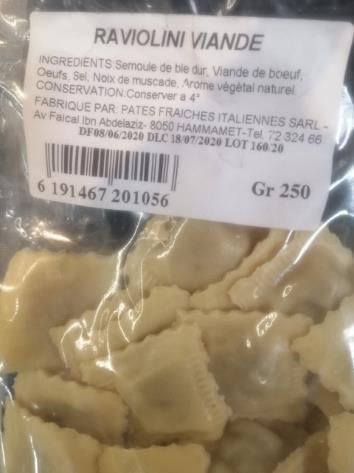 RAVIOLINI VIANDE
INGREDIENTS:Semoule de ble dur, Viande de boeuf,
Oeufs, Sel, Noix de muscade, Arome végètal naturel.
CONSERVATION:Conserver a 4°
FABRIQUE PAR: PATES FRAICHES ITALIENNES SARL -
Av Faical Ibn Abdelaziz- 8050 HAMMAMET-Tel. 72 324 66
DF08/06/2020 DLC 18/07/2020 LOT 160/20
6 191467 201056
Gr 250